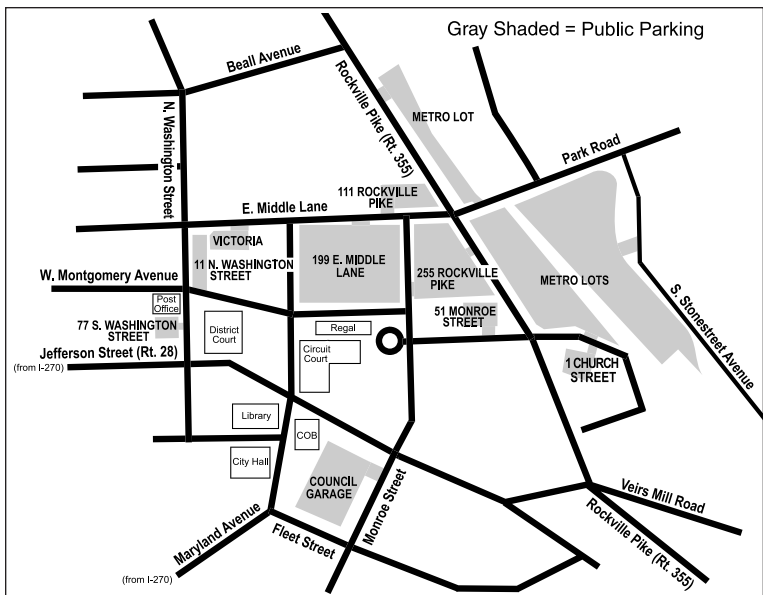 Gray Shaded = Public Parking
Beall Avenue
Rockville Pike (Rt. 355)
METRO LOT
N. Washington
Street
Park Road
111 ROCKVILLE
PIKE
E. Middle Lane
VICTORIA
11 N. WASHINGTON
STREET
199 E. MIDDLE
LANE
255 ROCKVILLE
PIKE
METRO LOTS
W. Montgomery Avenue
Post
Office
77 S. WASHINGTON
STREET
District
Court
Regal
51 MONROE
STREET
S. Stonestreet Avenue
Jefferson Street (Rt. 28)
(from I-270)
Circuit
Court
1 CHURCH
STREET
Library
COB
City Hall
COUNCIL
GARAGE
Monroe Street
Veirs Mill Road
Rockville Pike (Rt. 355)
Maryland Avenue
Fleet Street
(from I-270)